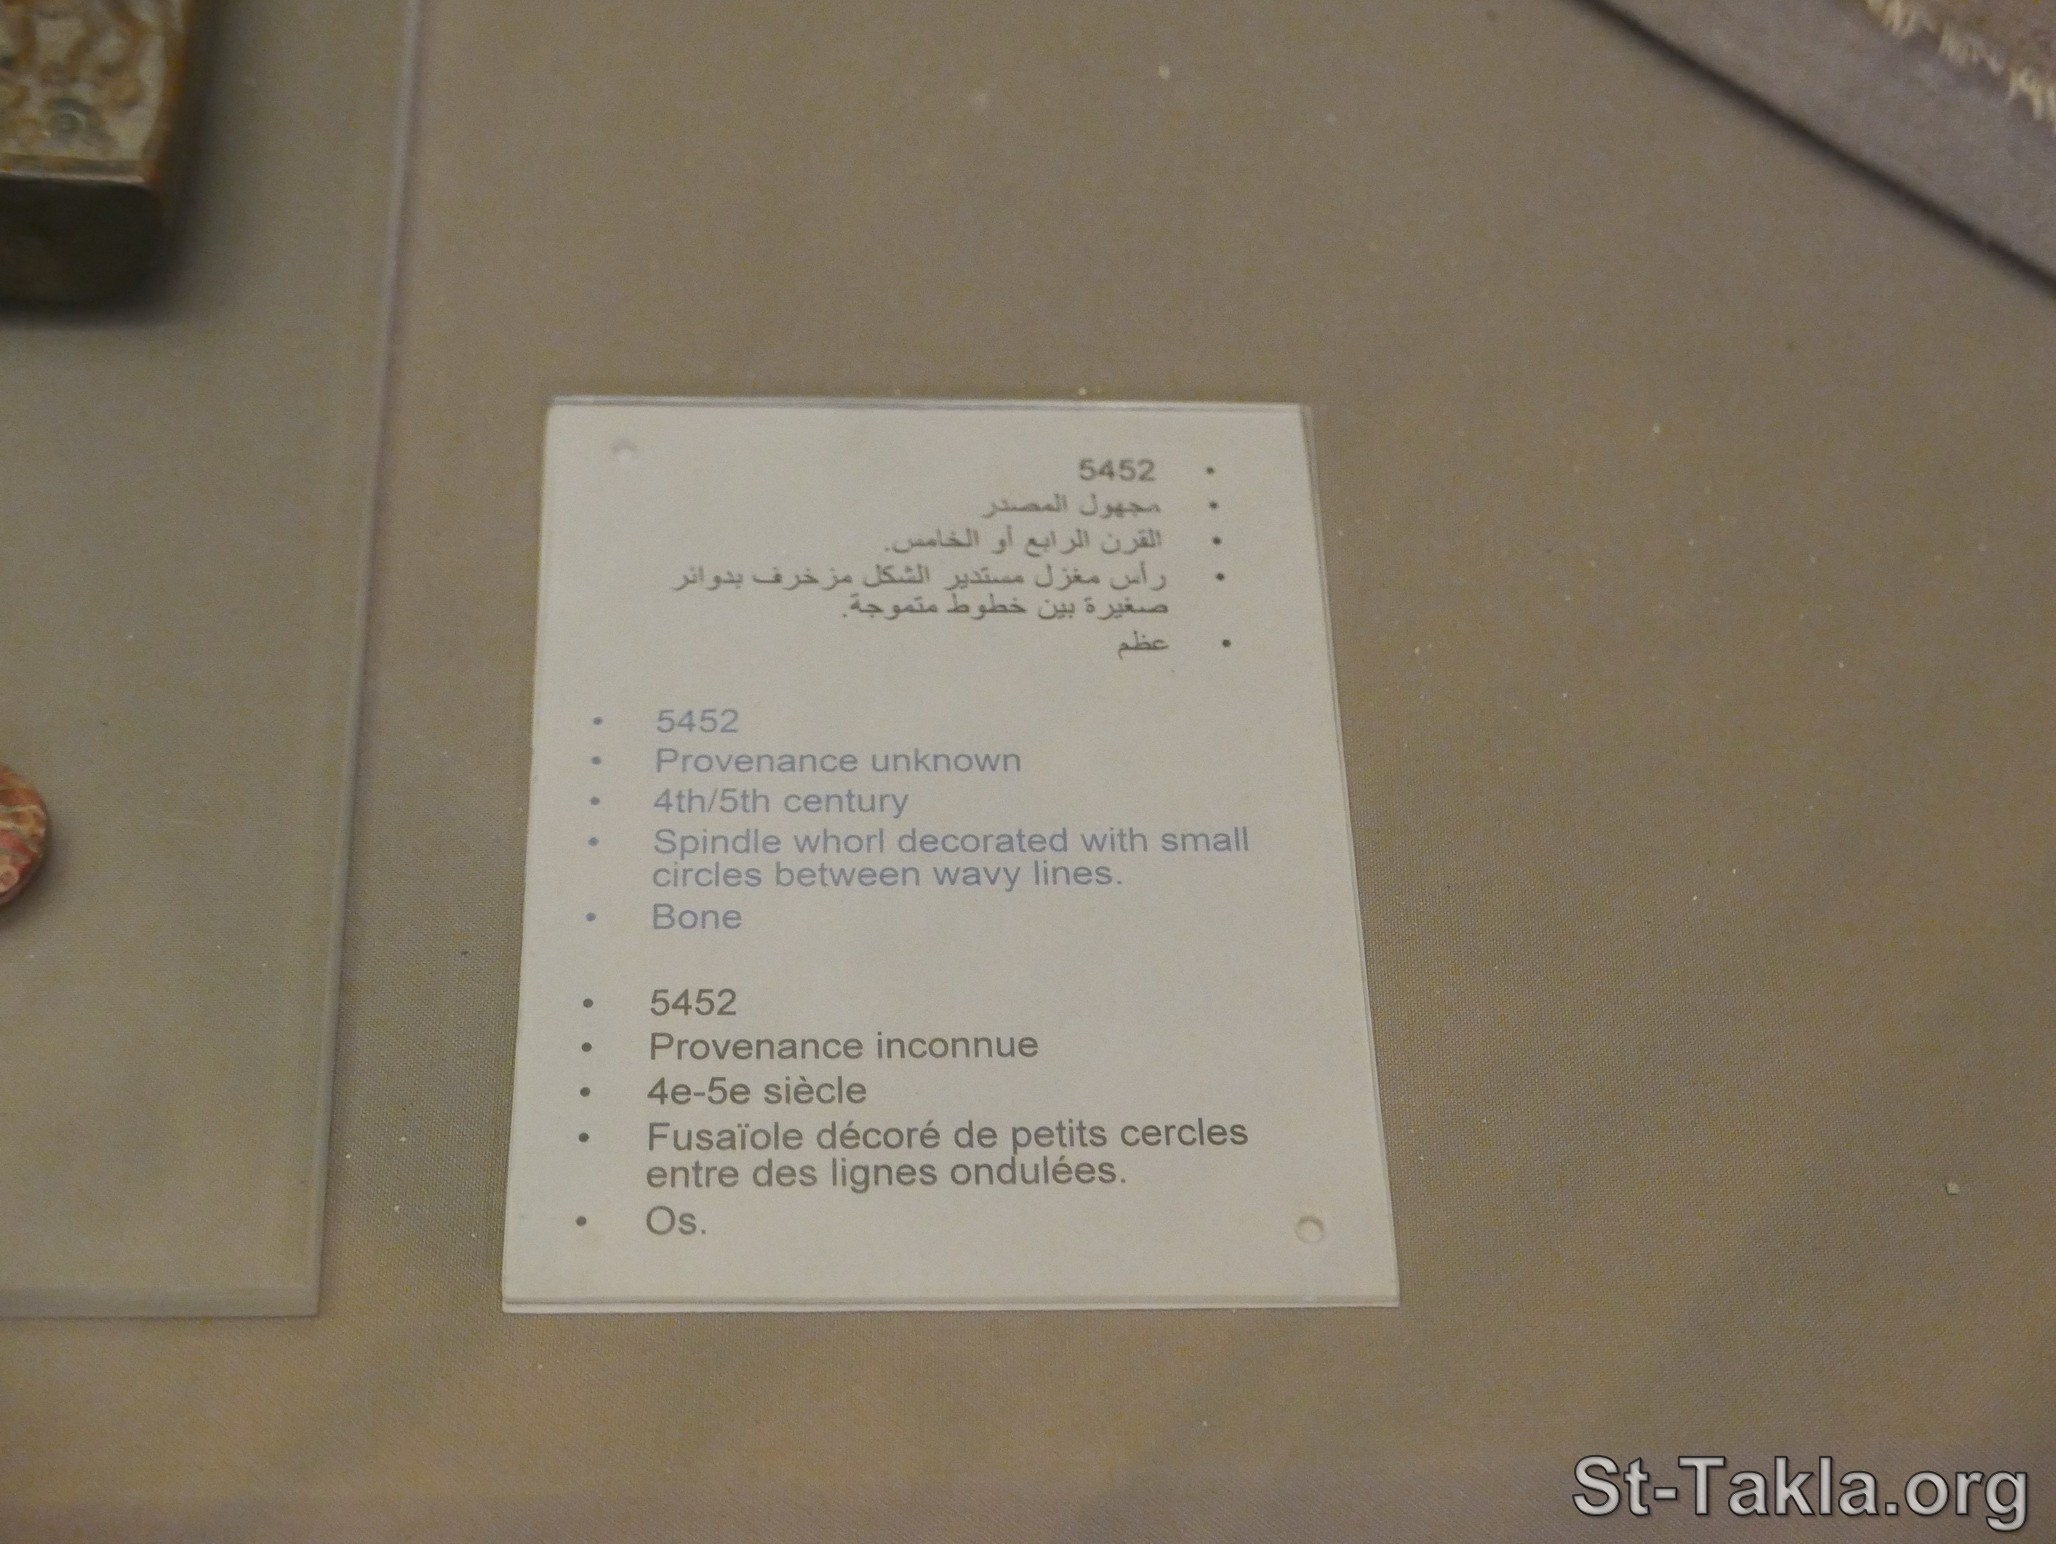 • 5452
• مجهول المصدر
• القرن الرابع أو الخامس.
• رأس مغزل مستدير الشكل مزخرف بدوائر
صغيرة بين خطوط متموجة.
• عظم
• 5452
• Provenance unknown
• 4th/5th century
• Spindle whorl decorated with small
circles between wavy lines.
• Bone
• 5452
• Provenance inconnue
• 4e-5e siècle
• Fusaïole décoré de petits cercles
entre des lignes ondulées.
• Os.
St-Takla.org